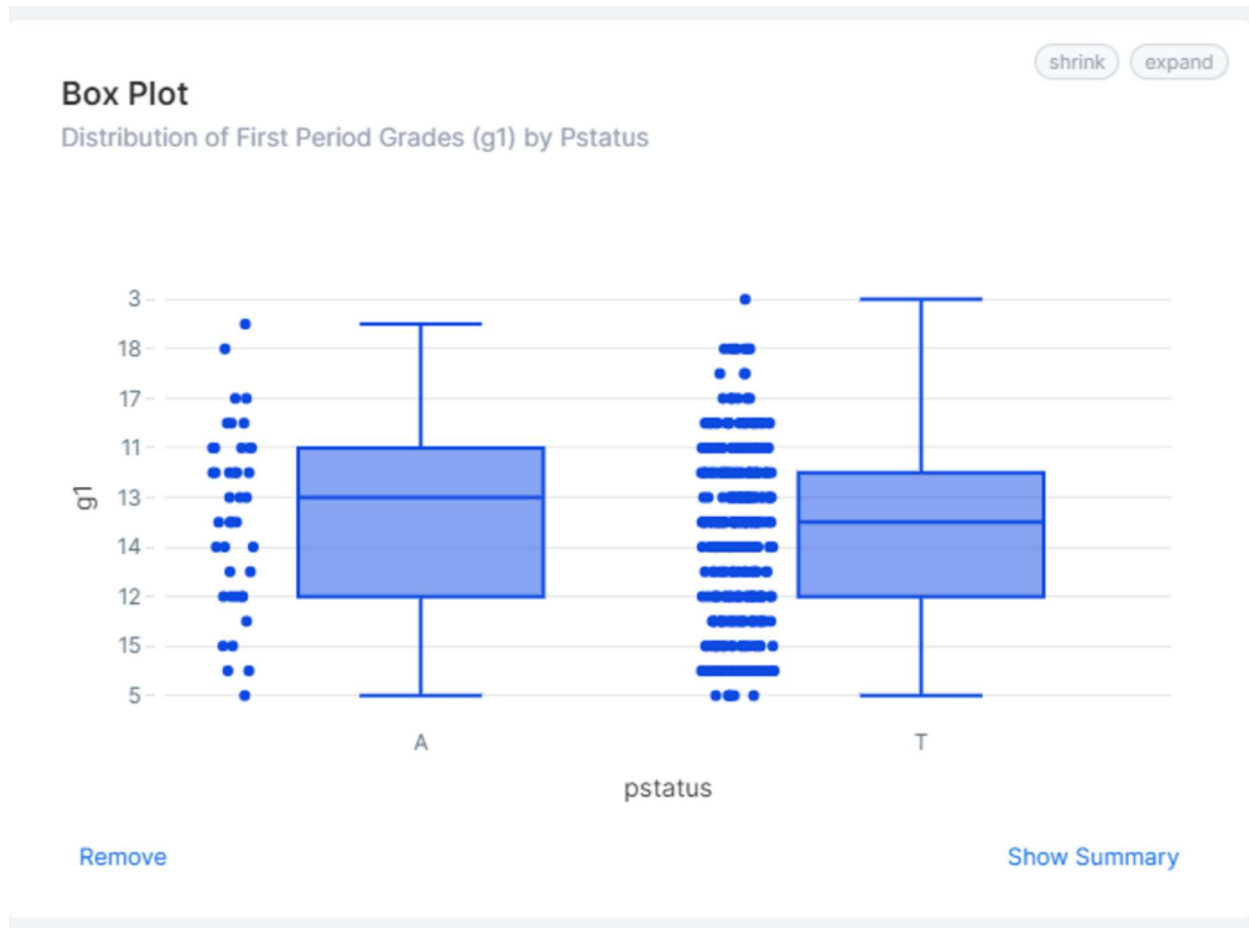 shrink expand
Box Plot
Distribution of First Period Grades (g1) by Pstatus
3
18
17
11
13
14
12
15
5
g1
A T
pstatus
Remove Show Summary